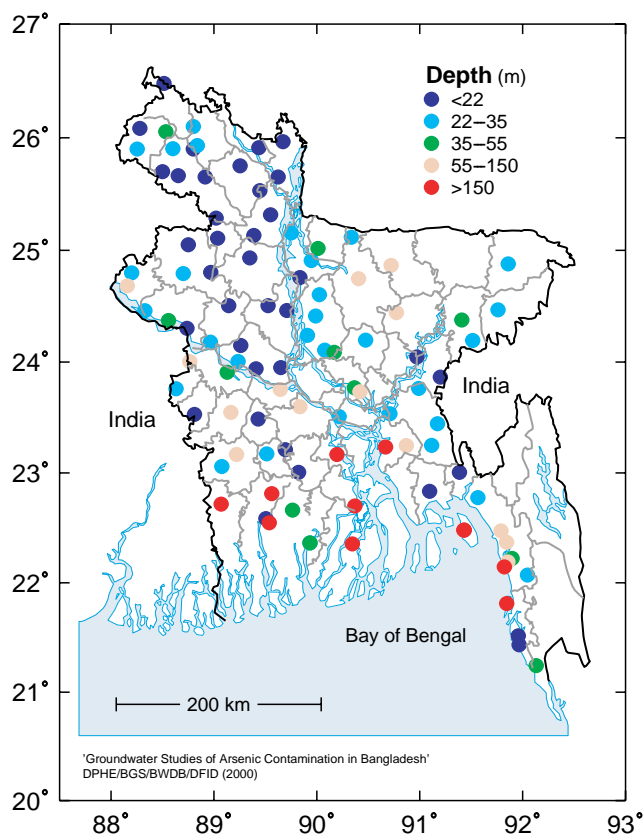 27°
26°
25°
24°
23°
22°
21°
20°
Depth (m)
<22
22–35
35–55
55–150
>150
India
India
Bay of Bengal
200 km
'Groundwater Studies of Arsenic Contamination in Bangladesh'
DPHE/BGS/BWDB/DFID (2000)
88° 89° 90° 91° 92° 93°